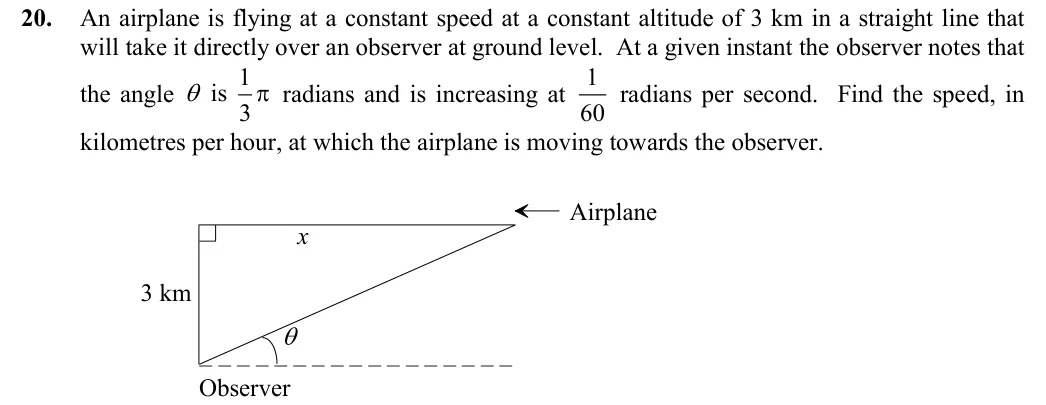 20. An airplane is flying at a constant speed at a constant altitude of 3 km in a straight line that
will take it directly over an observer at ground level. At a given instant the observer notes that
the angle θ is 1/3 π radians and is increasing at 1/60 radians per second. Find the speed, in
kilometres per hour, at which the airplane is moving towards the observer.
Airplane
x
3 km
θ
Observer